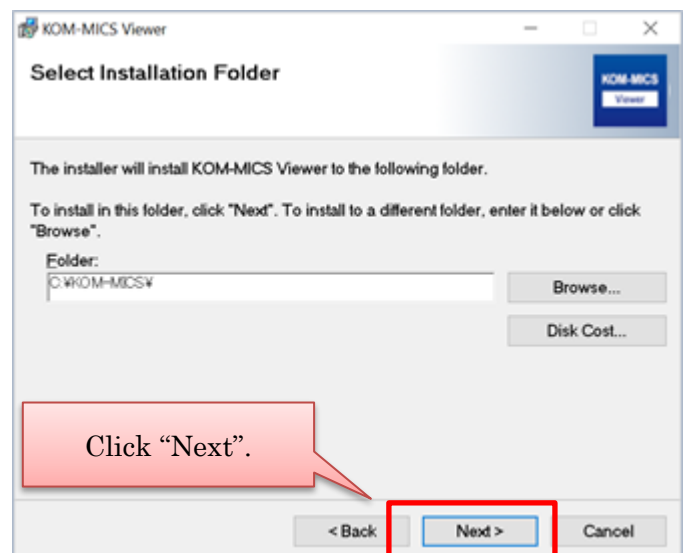 KOM-MICS Viewer
Select Installation Folder
KOM-MICS
Viewer
The installer will install KOM-MICS Viewer to the following folder.
To install in this folder, click "Next". To install to a different folder, enter it below or click
"Browse".
Folder:
C:¥KOM-MICS¥
Browse...
Disk Cost...
Click “Next”.
< Back
Next >
Cancel